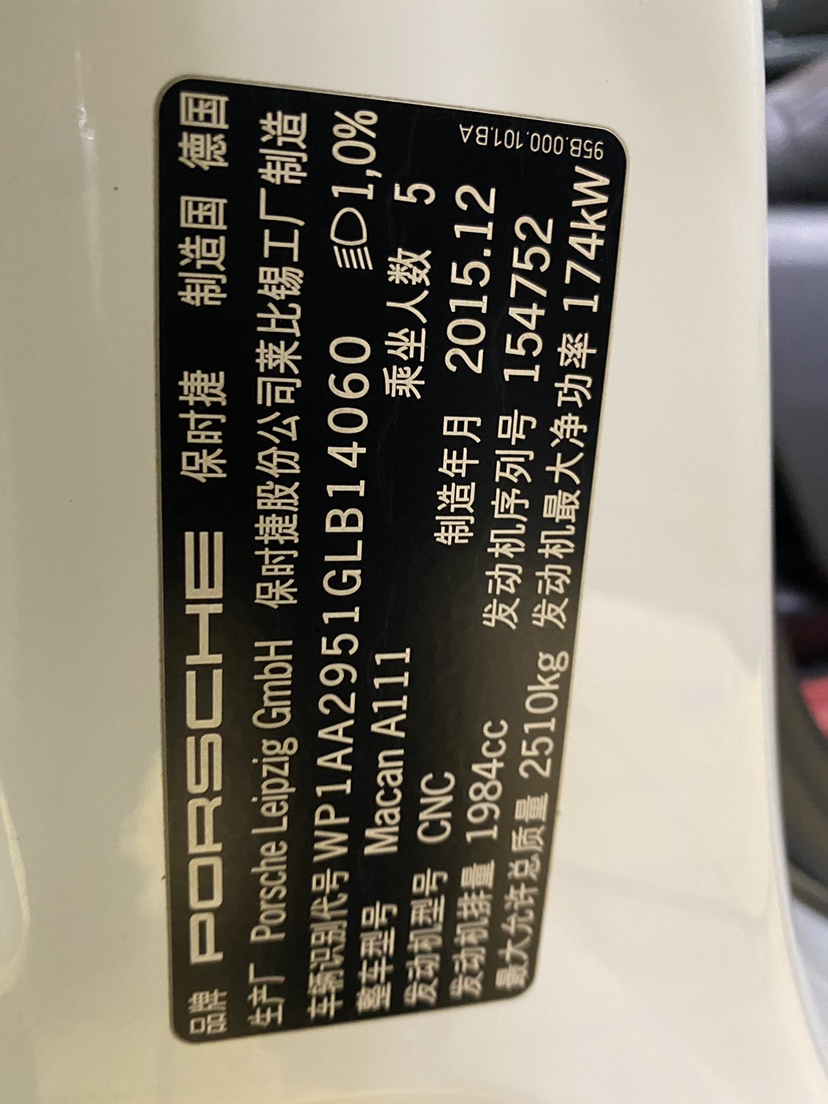 品牌 PORSCHE 保时捷 制造国 德国
生产厂 Porsche Leipzig GmbH 保时捷股份公司莱比锡工厂制造
车辆识别代号 WP1AA2951GLB14060 1,0%
整车型号 Macan A111 乘坐人数 5
发动机型号 CNC 制造年月 2015.12
发动机排量 1984cc 发动机序列号 154752
最大允许总质量 2510kg 发动机最大净功率 174kW
95B.000.101.BA